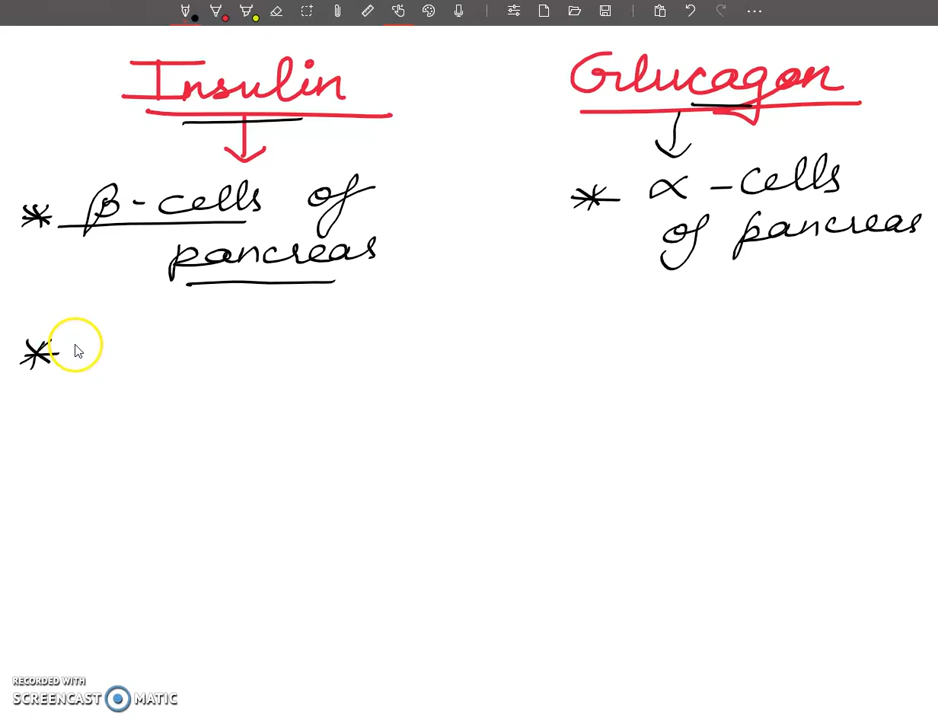 Insulin
Glucagon
* β-cells of
pancreas
* α-cells
of pancreas
*
RECORDED WITH
SCREENCAST MATIC